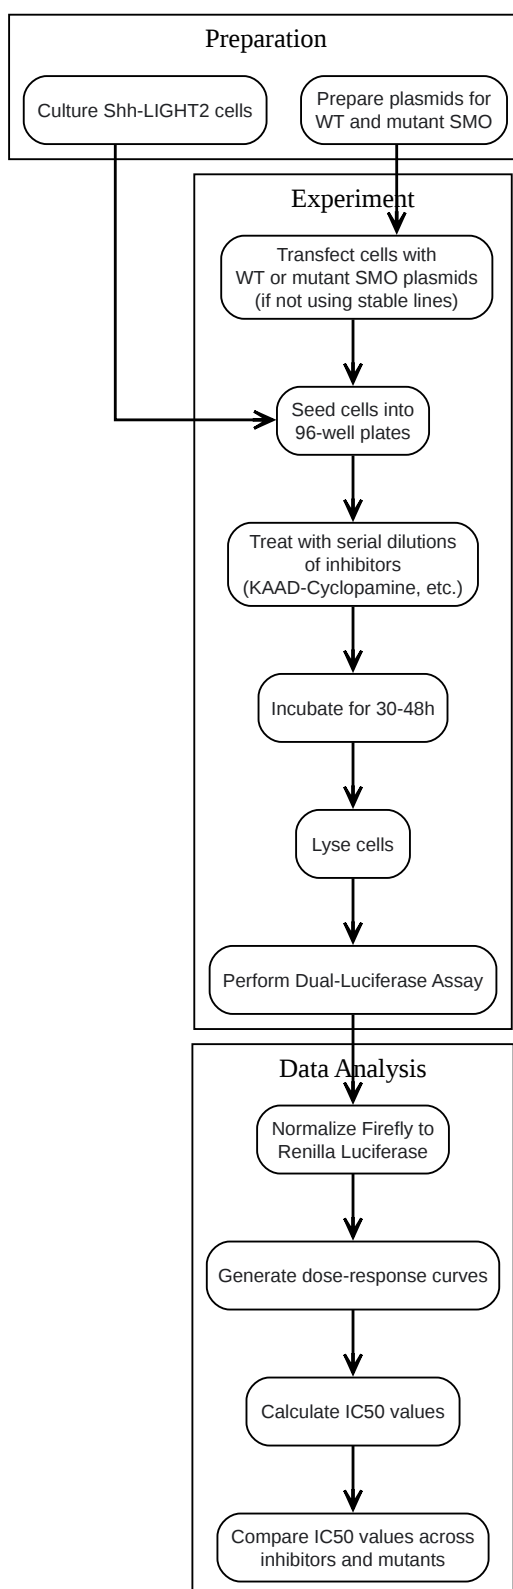 Preparation
Culture Shh-LIGHT2 cells
Prepare plasmids for
WT and mutant SMO
Experiment
Transfect cells with
WT or mutant SMO plasmids
(if not using stable lines)
Seed cells into
96-well plates
Treat with serial dilutions
of inhibitors
(KAAD-Cyclopamine, etc.)
Incubate for 30-48h
Lyse cells
Perform Dual-Luciferase Assay
Data Analysis
Normalize Firefly to
Renilla Luciferase
Generate dose-response curves
Calculate IC50 values
Compare IC50 values across
inhibitors and mutants